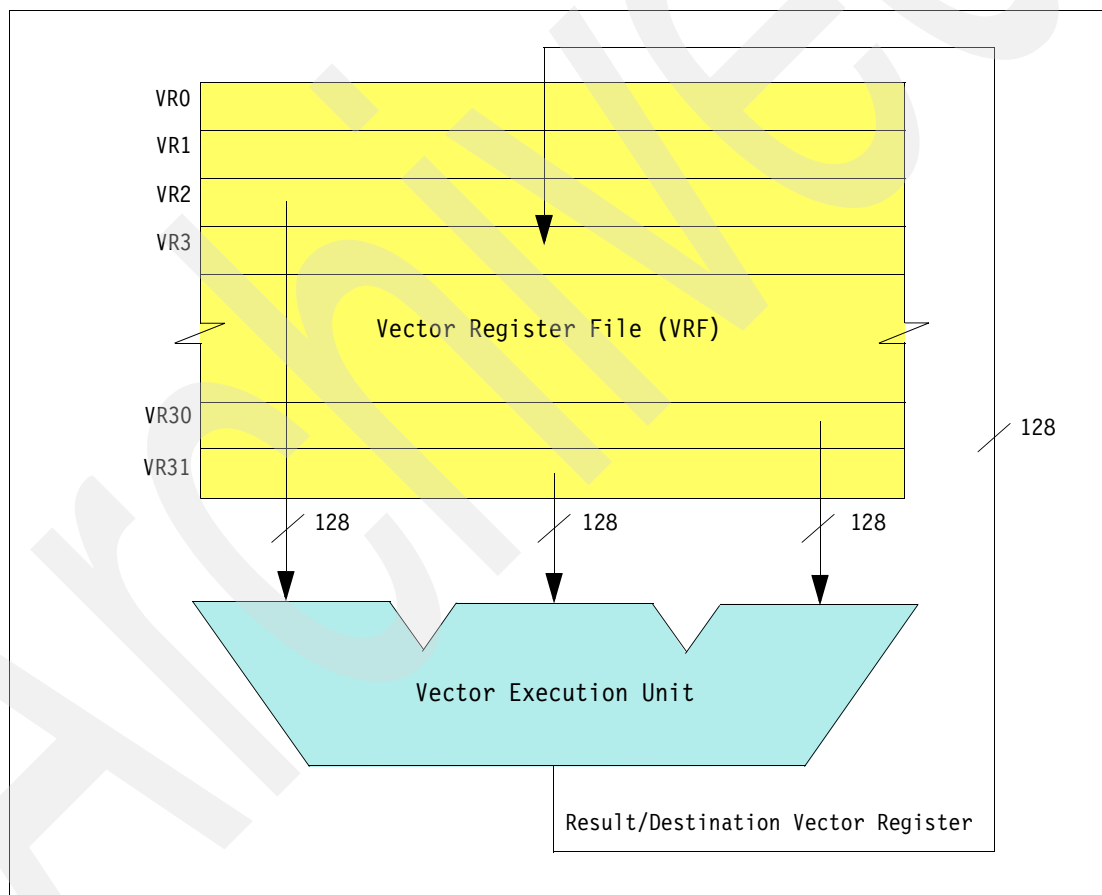 VR0
VR1
VR2
VR3
Vector Register File (VRF)
VR30
VR31
128
128
128
128
Vector Execution Unit
Result/Destination Vector Register
Archived